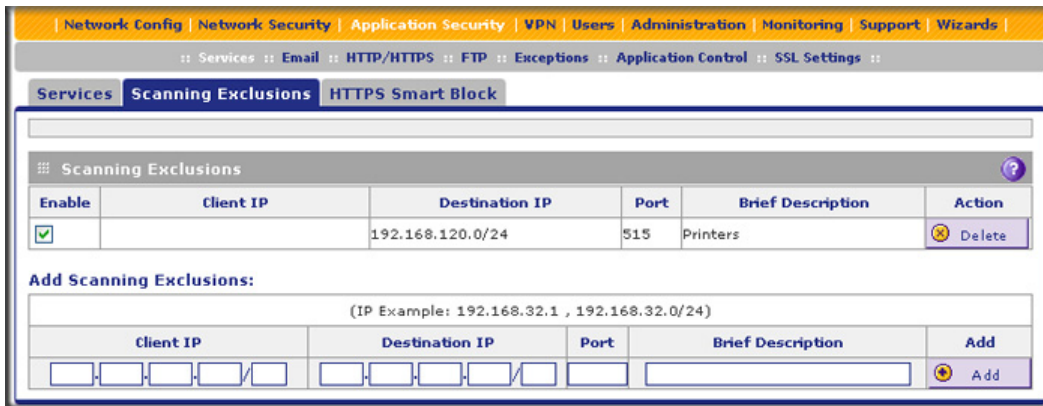 | Network Config | Network Security | Application Security | VPN | Users | Administration | Monitoring | Support | Wizards |
:: Services :: Email :: HTTP/HTTPS :: FTP :: Exceptions :: Application Control :: SSL Settings ::
Services Scanning Exclusions HTTPS Smart Block
Scanning Exclusions ?
Enable Client IP Destination IP Port Brief Description Action
192.168.120.0/24 515 Printers Delete
Add Scanning Exclusions:
(IP Example: 192.168.32.1 , 192.168.32.0/24)
Client IP Destination IP Port Brief Description Add
. . . / . . . / Add